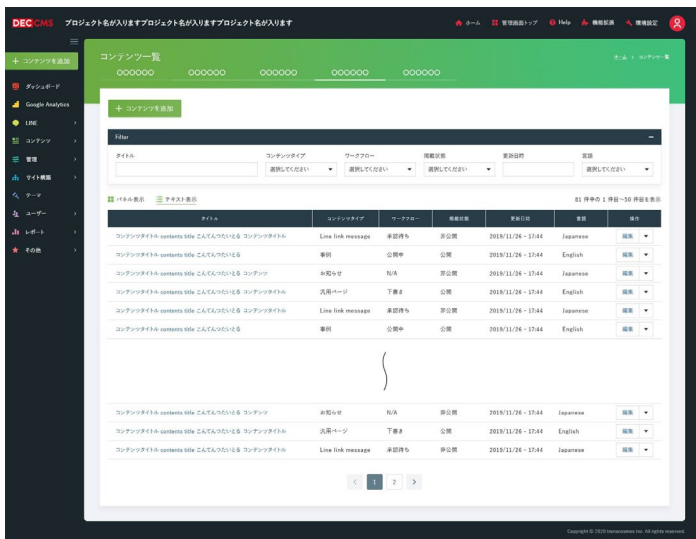 DECCMS プロジェクト名が入りますプロジェクト名が入りますプロジェクト名が入ります
ホーム 管理画面トップ Help 機能拡張 環境設定
+ コンテンツを追加
ダッシュボード
Google Analytics
LINE
コンテンツ
管理
サイト構築
テーマ
ユーザー
レポート
その他
コンテンツ一覧
ホーム > コンテンツ一覧
○○○○○○ ○○○○○○ ○○○○○○ ○○○○○○ ○○○○○○
+ コンテンツを追加
Filter
タイトル コンテンツタイプ ワークフロー 掲載状態 更新日時 言語
選択してください 選択してください 選択してください 選択してください
パネル表示 テキスト表示 81 件中の 1 件目~50 件目を表示
タイトル コンテンツタイプ ワークフロー 掲載状態 更新日時 言語 操作
コンテンツタイトル contents title こんてんつたいとる コンテンツタイトル Line link message 承認待ち 非公開 2019/11/26 - 17:44 Japanese 編集
コンテンツタイトル contents title こんてんつたいとる 事例 公開中 公開 2019/11/26 - 17:44 English 編集
コンテンツタイトル contents title こんてんつたいとる コンテンツ お知らせ N/A 非公開 2019/11/26 - 17:44 Japanese 編集
コンテンツタイトル contents title こんてんつたいとる コンテンツタイトル 汎用ページ 下書き 公開 2019/11/26 - 17:44 English 編集
コンテンツタイトル contents title こんてんつたいとる コンテンツタイトル Line link message 承認待ち 非公開 2019/11/26 - 17:44 Japanese 編集
コンテンツタイトル contents title こんてんつたいとる 事例 公開中 公開 2019/11/26 - 17:44 English 編集
コンテンツタイトル contents title こんてんつたいとる コンテンツ お知らせ N/A 非公開 2019/11/26 - 17:44 Japanese 編集
コンテンツタイトル contents title こんてんつたいとる コンテンツタイトル 汎用ページ 下書き 公開 2019/11/26 - 17:44 English 編集
コンテンツタイトル contents title こんてんつたいとる コンテンツタイトル Line link message 承認待ち 非公開 2019/11/26 - 17:44 Japanese 編集
< 1 2 >
Copyright © 2020 transcosmos Inc. All rights reserved.